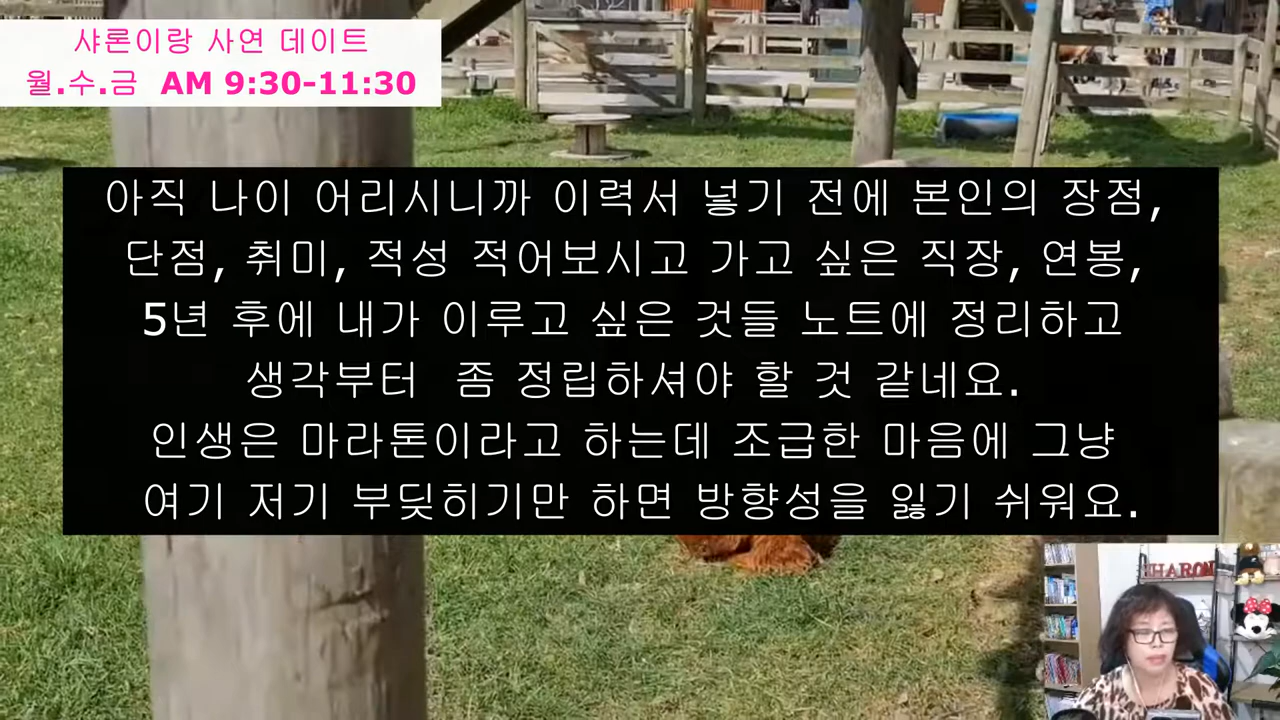 샤론이랑 사연 데이트
월.수.금 AM 9:30-11:30
아직 나이 어리시니까 이력서 넣기 전에 본인의 장점,
단점, 취미, 적성 적어보시고 가고 싶은 직장, 연봉,
5년 후에 내가 이루고 싶은 것들 노트에 정리하고
생각부터 좀 정립하셔야 할 것 같네요.
인생은 마라톤이라고 하는데 조급한 마음에 그냥
여기 저기 부딪히기만 하면 방향성을 잃기 쉬워요.
SHARON